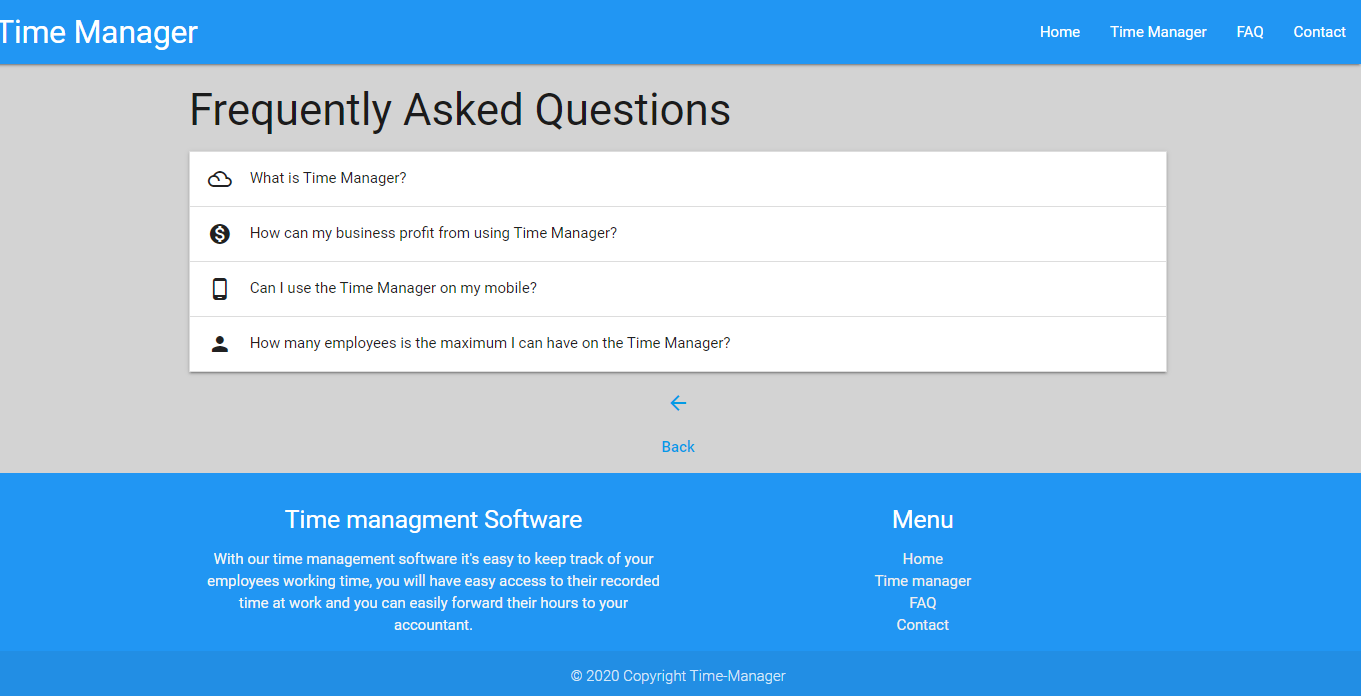 Time Manager
Home
Time Manager
FAQ
Contact
Frequently Asked Questions
What is Time Manager?
How can my business profit from using Time Manager?
Can I use the Time Manager on my mobile?
How many employees is the maximum I can have on the Time Manager?
Back
Time managment Software
With our time management software it's easy to keep track of your
employees working time, you will have easy access to their recorded
time at work and you can easily forward their hours to your
accountant.
Menu
Home
Time manager
FAQ
Contact
© 2020 Copyright Time-Manager